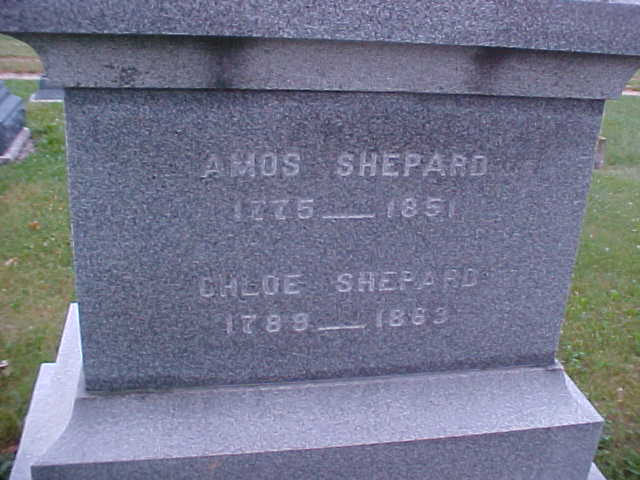 AMOS SHEPARD
1775 — 1851
CHLOE SHEPARD
1789 — 1863